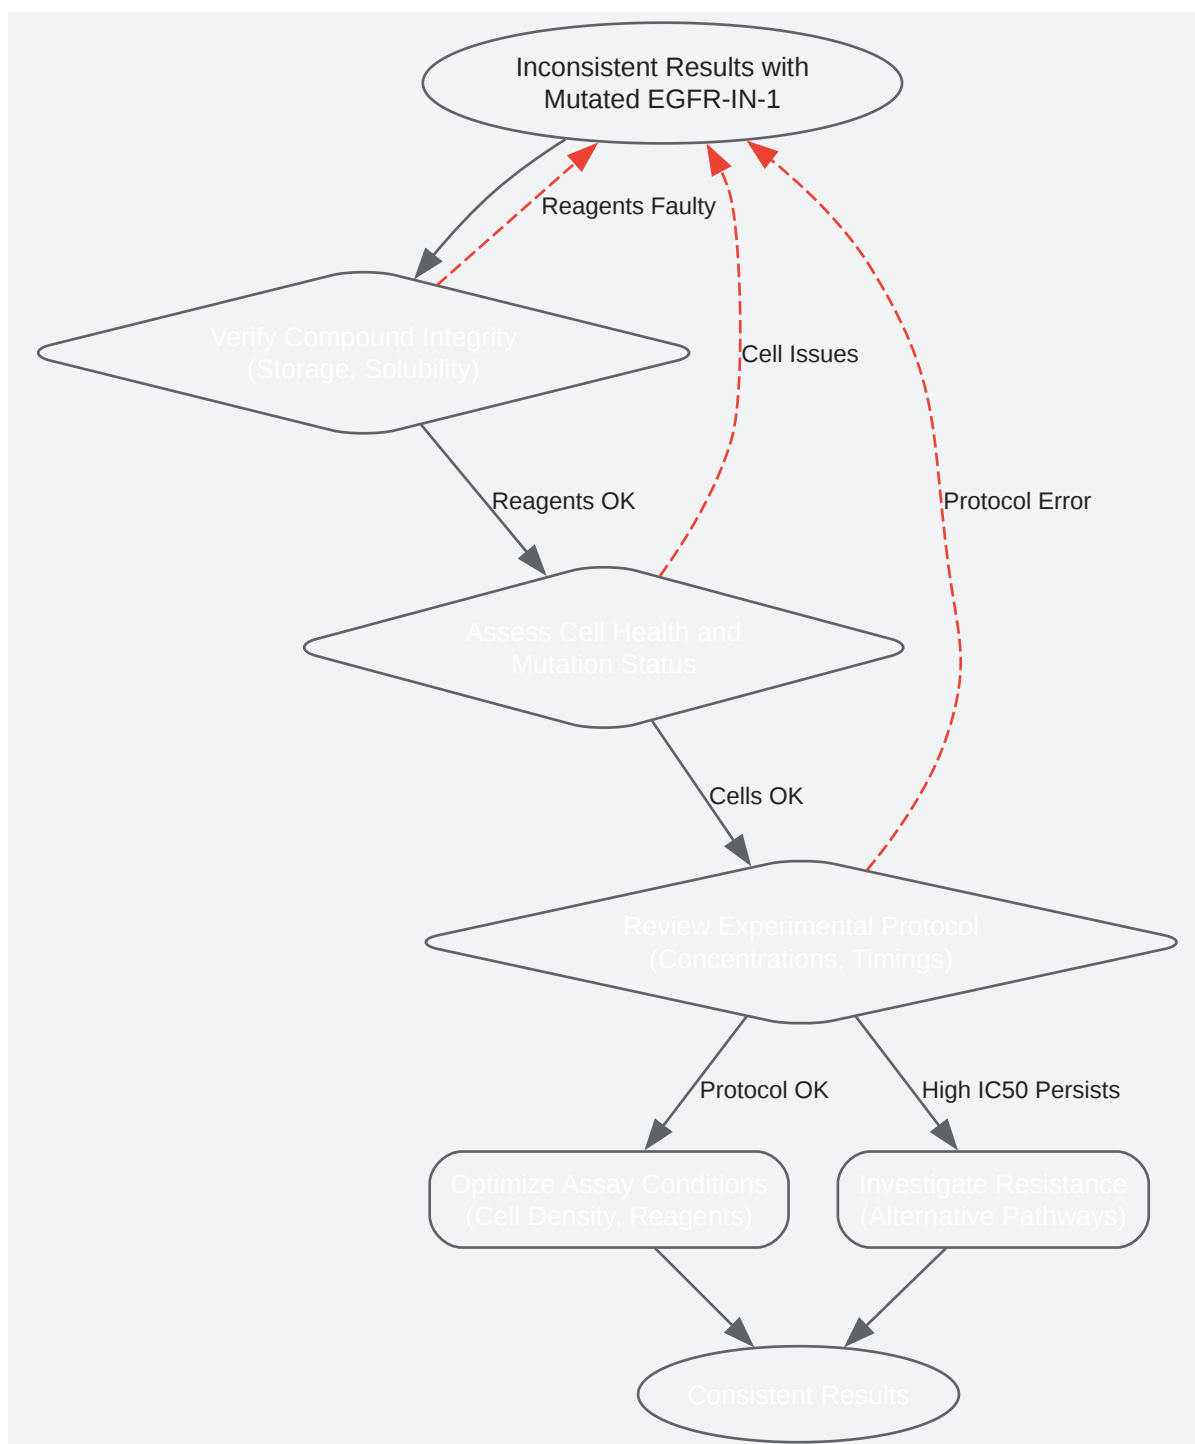 Inconsistent Results with
Mutated EGFR-IN-1
Reagents Faulty
Verify Compound Integrity
(Storage, Solubility)
Cell Issues
Reagents OK
Protocol Error
Assess Cell Health and
Mutation Status
Cells OK
Review Experimental Protocol
(Concentrations, Timings)
Protocol OK
High IC50 Persists
Optimize Assay Conditions
(Cell Density, Reagents)
Investigate Resistance
(Alternative Pathways)
Consistent Results